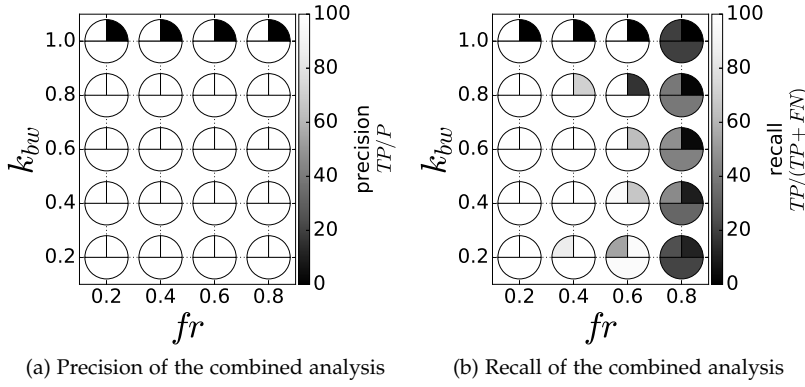 1.0
0.8
0.6
0.4
0.2
k_bw
0.2 0.4 0.6 0.8
fr
100
80
60
40
20
0
precision
TP/P
1.0
0.8
0.6
0.4
0.2
k_bw
0.2 0.4 0.6 0.8
fr
100
80
60
40
20
0
recall
TP/(TP + FN)
(a) Precision of the combined analysis
(b) Recall of the combined analysis